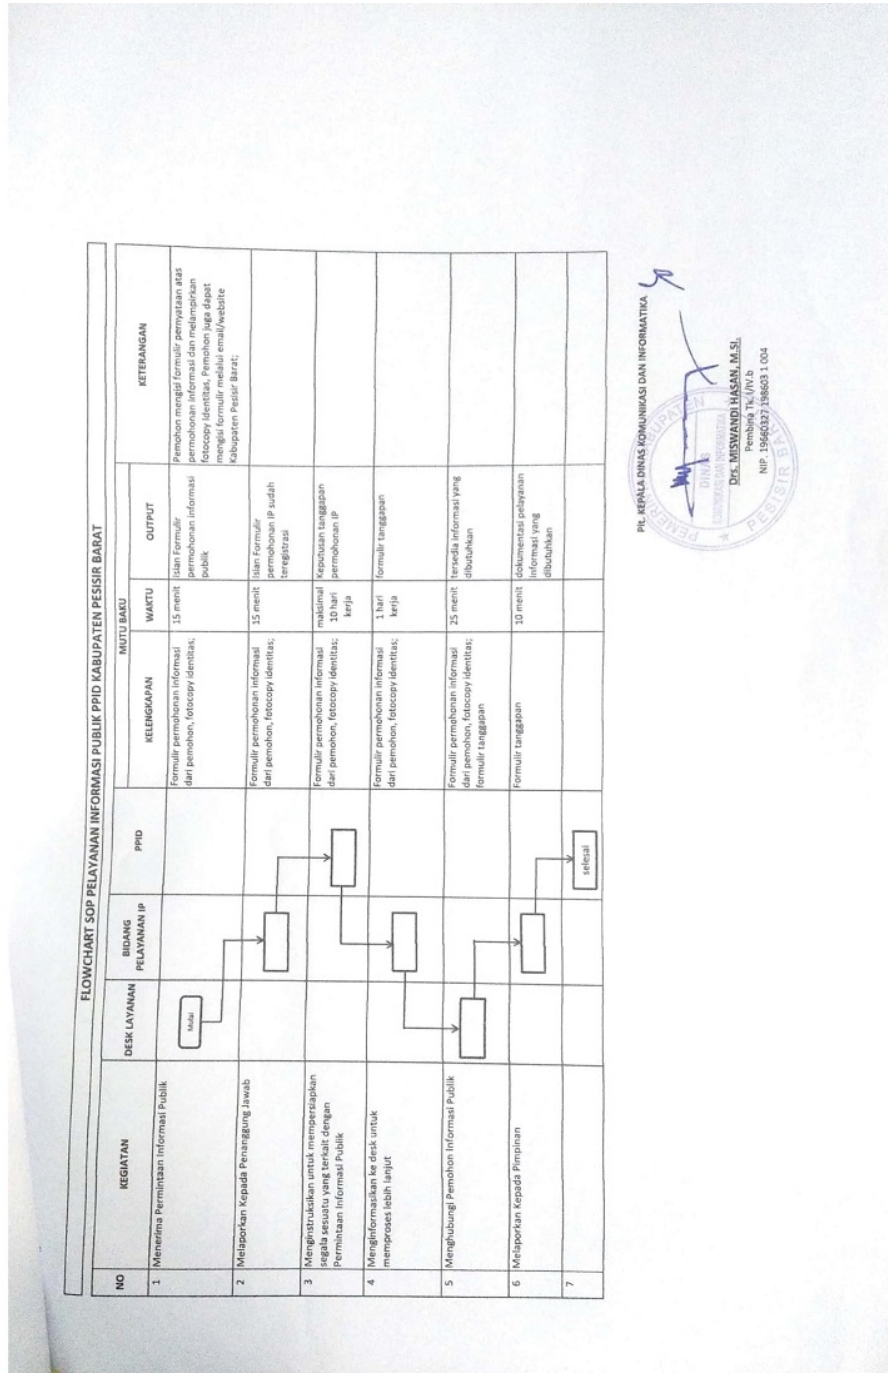 FLOWCHART SOP PELAYANAN INFORMASI PUBLIK PPID KABUPATEN PESISIR BARAT
NO
KEGIATAN
DESK LAYANAN
BIDANG
PELAYANAN IP
PPID
MUTU BAKU
KELENGKAPAN
WAKTU
OUTPUT
KETERANGAN
1
Menerima Permintaan Informasi Publik
Mulai
Formulir permohonan informasi
dari pemohon, fotocopy identitas;
15 menit
Isian Formulir
permohonan informasi
publik
Pemohon mengisi formulir pernyataan atas
permohonan informasi dan melampirkan
fotocopy identitas, Pemohon juga dapat
mengisi formulir melalui email/website
Kabupaten Pesisir Barat;
2
Melaporkan Kepada Penanggung Jawab
Formulir permohonan informasi
dari pemohon, fotocopy identitas;
15 menit
Isian Formulir
permohonan IP sudah
teregistrasi
3
Menginstruksikan untuk mempersiapkan
segala sesuatu yang terkait dengan
Permintaan Informasi Publik
Formulir permohonan informasi
dari pemohon, fotocopy identitas;
maksimal
10 hari
kerja
Keputusan tanggapan
permohonan IP
4
Menginformasikan ke desk untuk
memproses lebih lanjut
Formulir permohonan informasi
dari pemohon, fotocopy identitas;
1 hari
kerja
formulir tanggapan
5
Menghubungi Pemohon Informasi Publik
Formulir permohonan informasi
dari pemohon, fotocopy identitas;
formulir tanggapan
25 menit
tersedia informasi yang
dibutuhkan
6
Melaporkan Kepada Pimpinan
Formulir tanggapan
10 menit
dokumentasi pelayanan
informasi yang
dibutuhkan
7
selesai
Plt. KEPALA DINAS KOMUNIKASI DAN INFORMATIKA
PEMERINTAH KABUPATEN
DINAS
KOMUNIKASI DAN INFORMATIKA
PESISIR BARAT
Drs. MISWANDI HASAN, M.SI.
Pembina Tk. I/IV.b
NIP. 19660327 198603 1 004